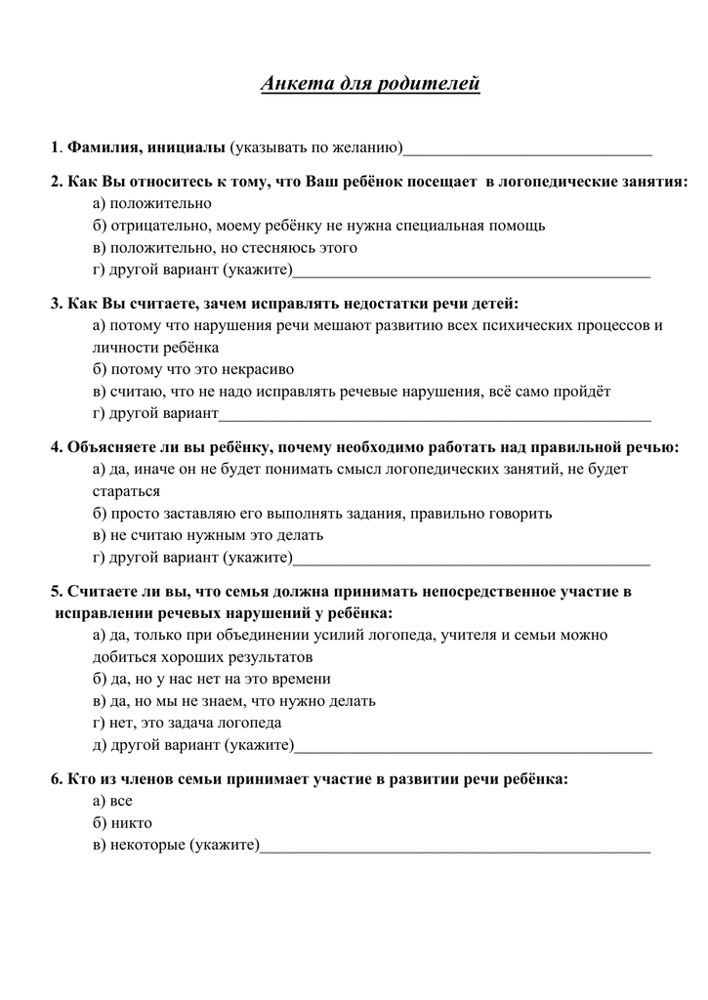 Анкета для родителей
1. Фамилия, инициалы (указывать по желанию)______________________________
2. Как Вы относитесь к тому, что Ваш ребёнок посещает  в логопедические занятия:
а) положительно
б) отрицательно, моему ребёнку не нужна специальная помощь
в) положительно, но стесняюсь этого
г) другой вариант (укажите)___________________________________________
3. Как Вы считаете, зачем исправлять недостатки речи детей:
а) потому что нарушения речи мешают развитию всех психических процессов и
личности ребёнка
б) потому что это некрасиво
в) считаю, что не надо исправлять речевые нарушения, всё само пройдёт
г) другой вариант____________________________________________________
4. Объясняете ли вы ребёнку, почему необходимо работать над правильной речью:
а) да, иначе он не будет понимать смысл логопедических занятий, не будет
стараться
б) просто заставляю его выполнять задания, правильно говорить
в) не считаю нужным это делать
г) другой вариант (укажите)___________________________________________
5. Считаете ли вы, что семья должна принимать непосредственное участие в
исправлении речевых нарушений у ребёнка:
а) да, только при объединении усилий логопеда, учителя и семьи можно
добиться хороших результатов
б) да, но у нас нет на это времени
в) да, но мы не знаем, что нужно делать
г) нет, это задача логопеда
д) другой вариант (укажите)___________________________________________
6. Кто из членов семьи принимает участие в развитии речи ребёнка:
а) все
б) никто
в) некоторые (укажите)_______________________________________________